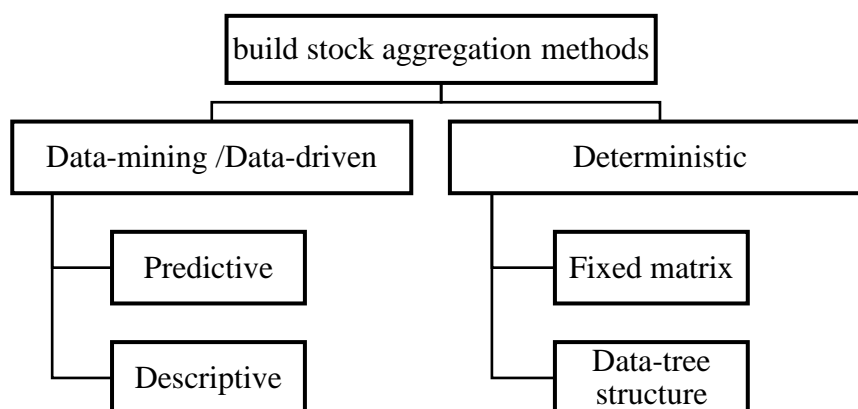 build stock aggregation methods
Data-mining /Data-driven
Deterministic
Predictive
Fixed matrix
Descriptive
Data-tree
structure